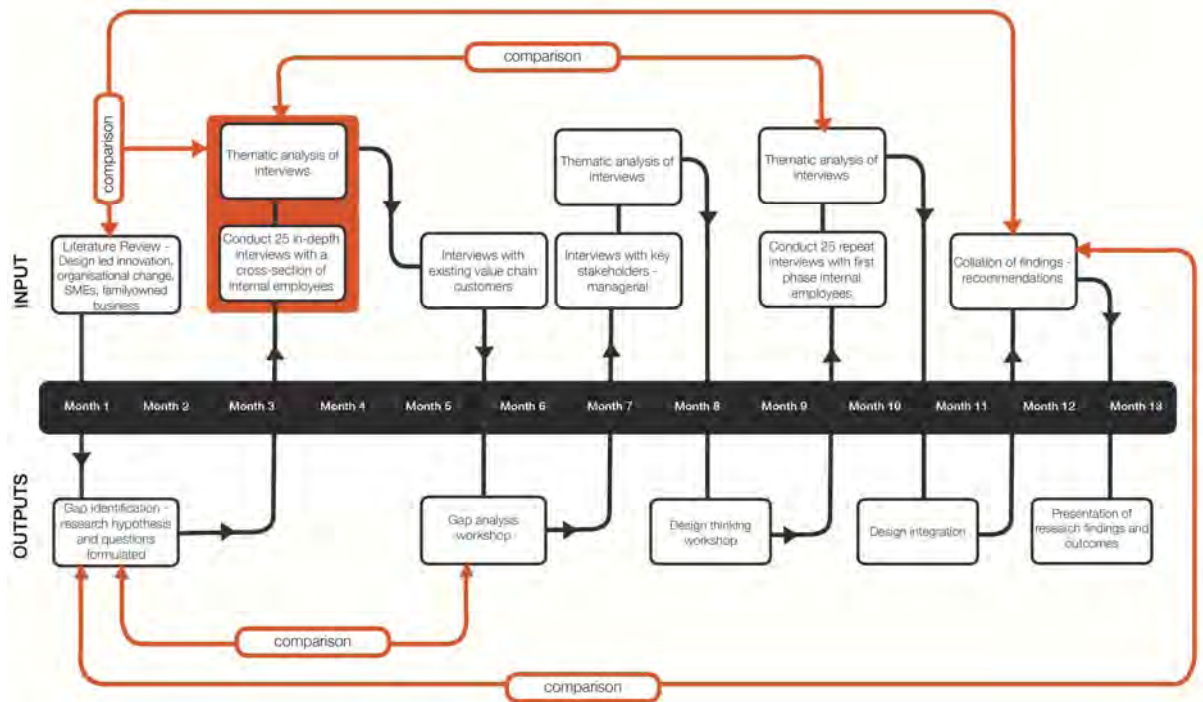 comparison
comparison
Thematic analysis of
interviews
Thematic analysis of
interviews
Thematic analysis of
interviews
INPUT
Literature Review -
Design led innovation,
organisational change,
SMEs, familyowned
business
Conduct 25 in-depth
interviews with a
cross-section of
internal employees
Interviews with
existing value chain
customers
Interviews with key
stakeholders -
managerial
Conduct 25 repeat
interviews with first
phase internal
employees
Collation of findings -
recommendations
Month 1 Month 2 Month 3 Month 4 Month 5 Month 6 Month 7 Month 8 Month 9 Month 10 Month 11 Month 12 Month 13
OUTPUTS
Gap identification -
research hypothesis
and questions
formulated
Gap analysis
workshop
Design thinking
workshop
Design integration
Presentation of
research findings and
outcomes
comparison
comparison